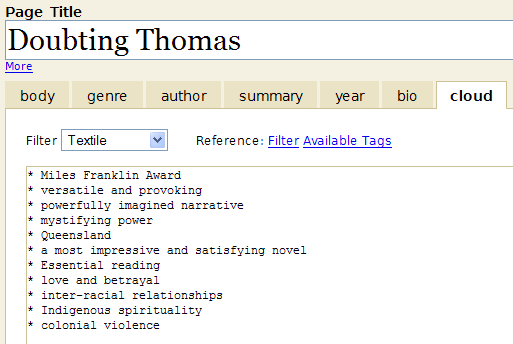 Page Title
Doubting Thomas
More
body genre author summary year bio cloud
Filter Textile Reference: Filter Available Tags
* Miles Franklin Award
* versatile and provoking
* powerfully imagined narrative
* mystifying power
* Queensland
* a most impressive and satisfying novel
* Essential reading
* love and betrayal
* inter-racial relationships
* Indigenous spirituality
* colonial violence